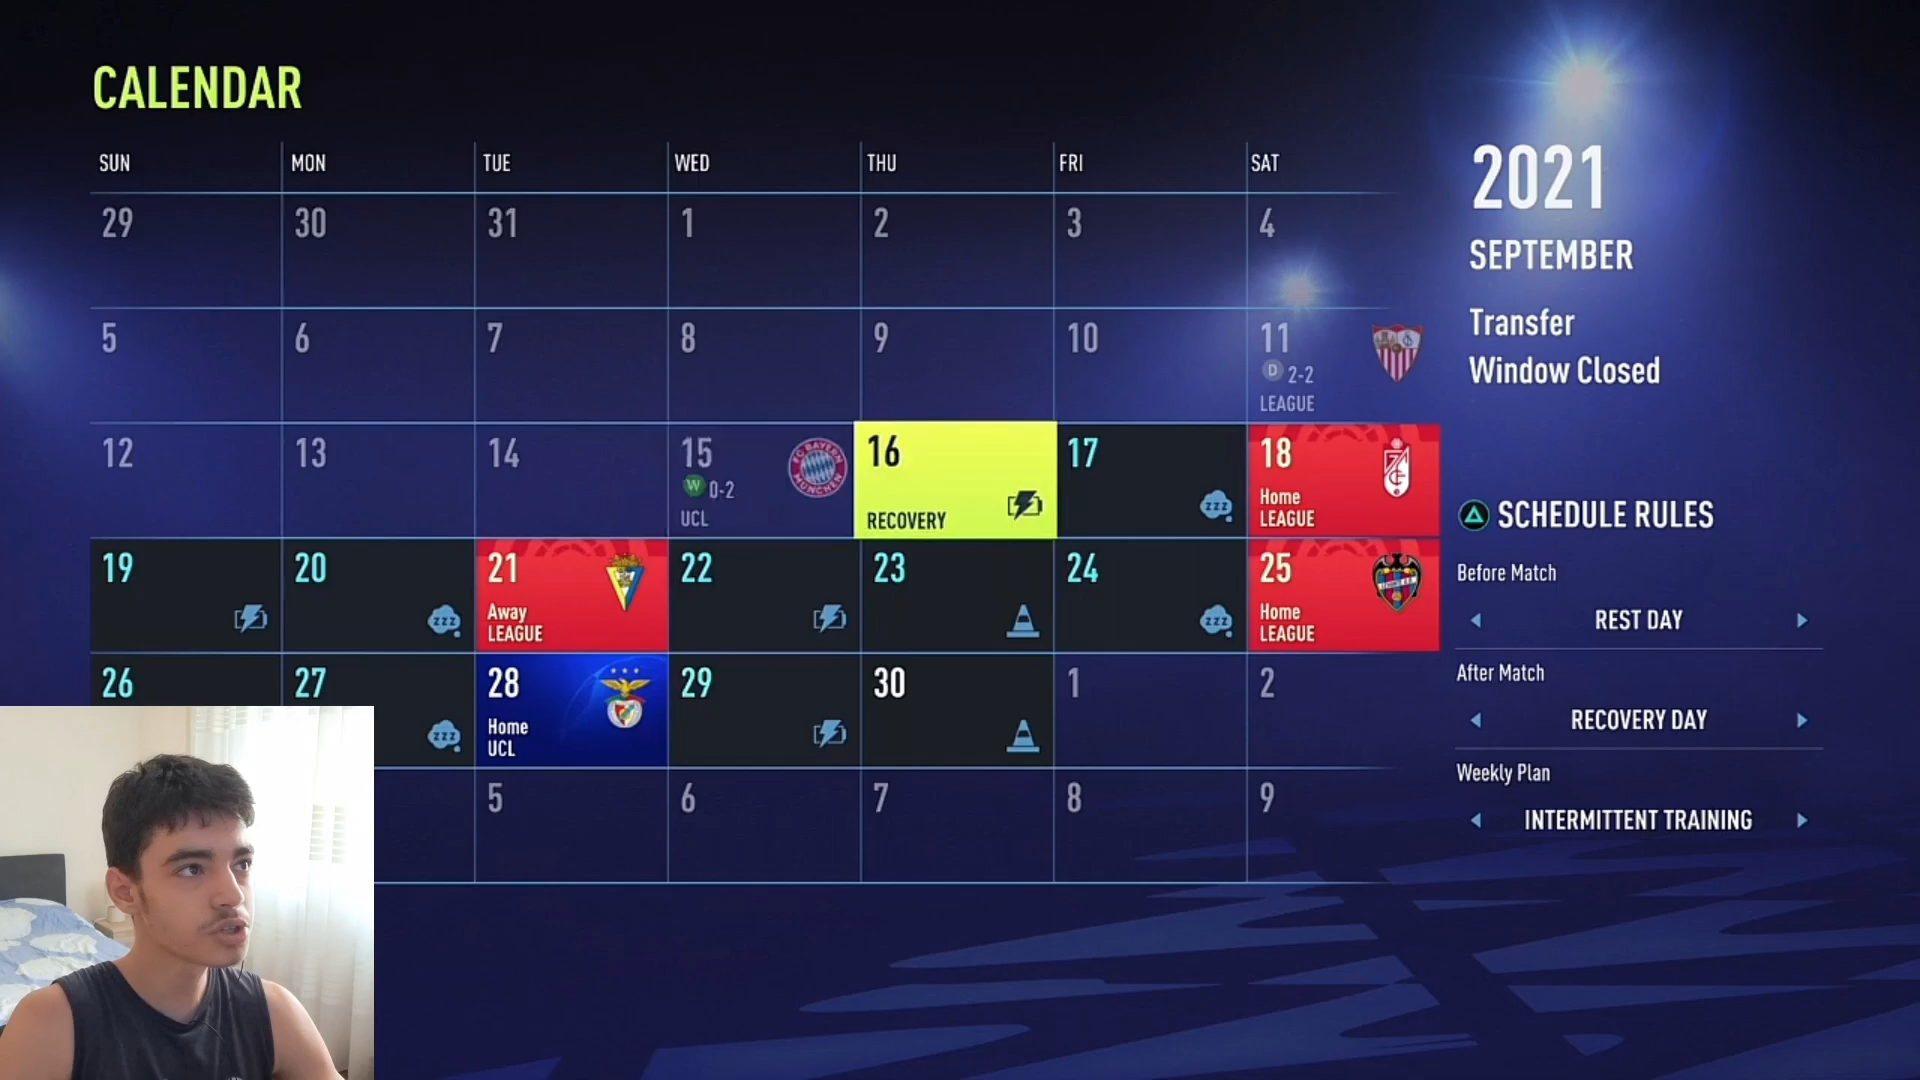 CALENDAR
SUN MON TUE WED THU FRI SAT
29 30 31 1 2 3 4
5 6 7 8 9 10 11
D 2-2
LEAGUE
12 13 14 15 16 17 18
W 0-2
UCL
RECOVERY
Home
LEAGUE
19 20 21 22 23 24 25
Away
LEAGUE
Home
LEAGUE
26 27 28 29 30 1 2
Home
UCL
5 6 7 8 9
2021
SEPTEMBER
Transfer
Window Closed
SCHEDULE RULES
Before Match
REST DAY
After Match
RECOVERY DAY
Weekly Plan
INTERMITTENT TRAINING